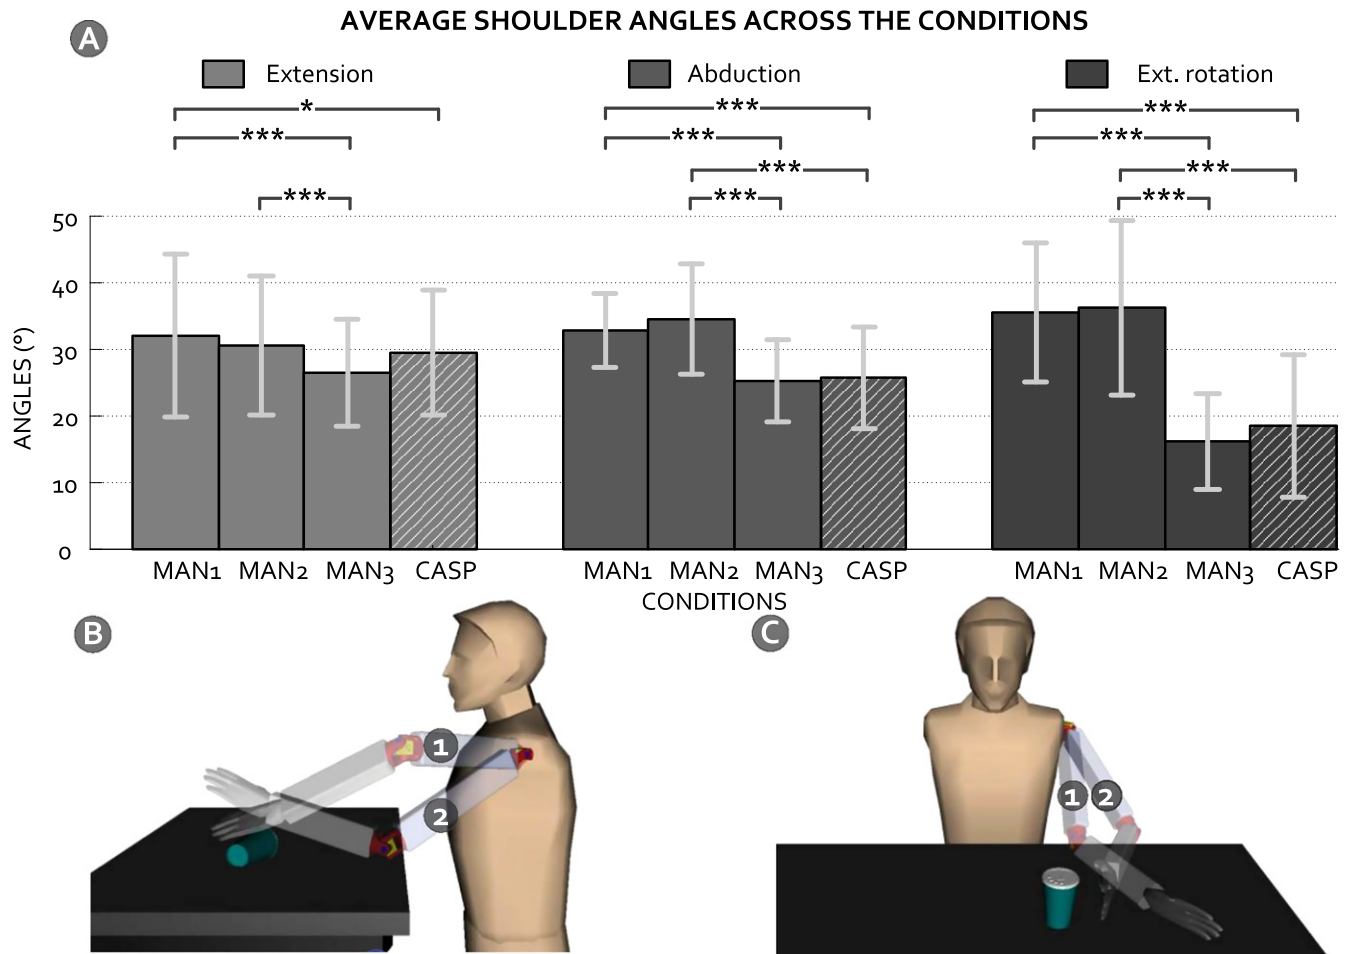 AVERAGE SHOULDER ANGLES ACROSS THE CONDITIONS
A
Extension
Abduction
Ext. rotation
* *** ***
*** *** ***
*** ***
*** *** ***
50
40
30
20
10
0
ANGLES (º)
MAN1 MAN2 MAN3 CASP MAN1 MAN2 MAN3 CASP MAN1 MAN2 MAN3 CASP
CONDITIONS
B
1
2
C
1 2